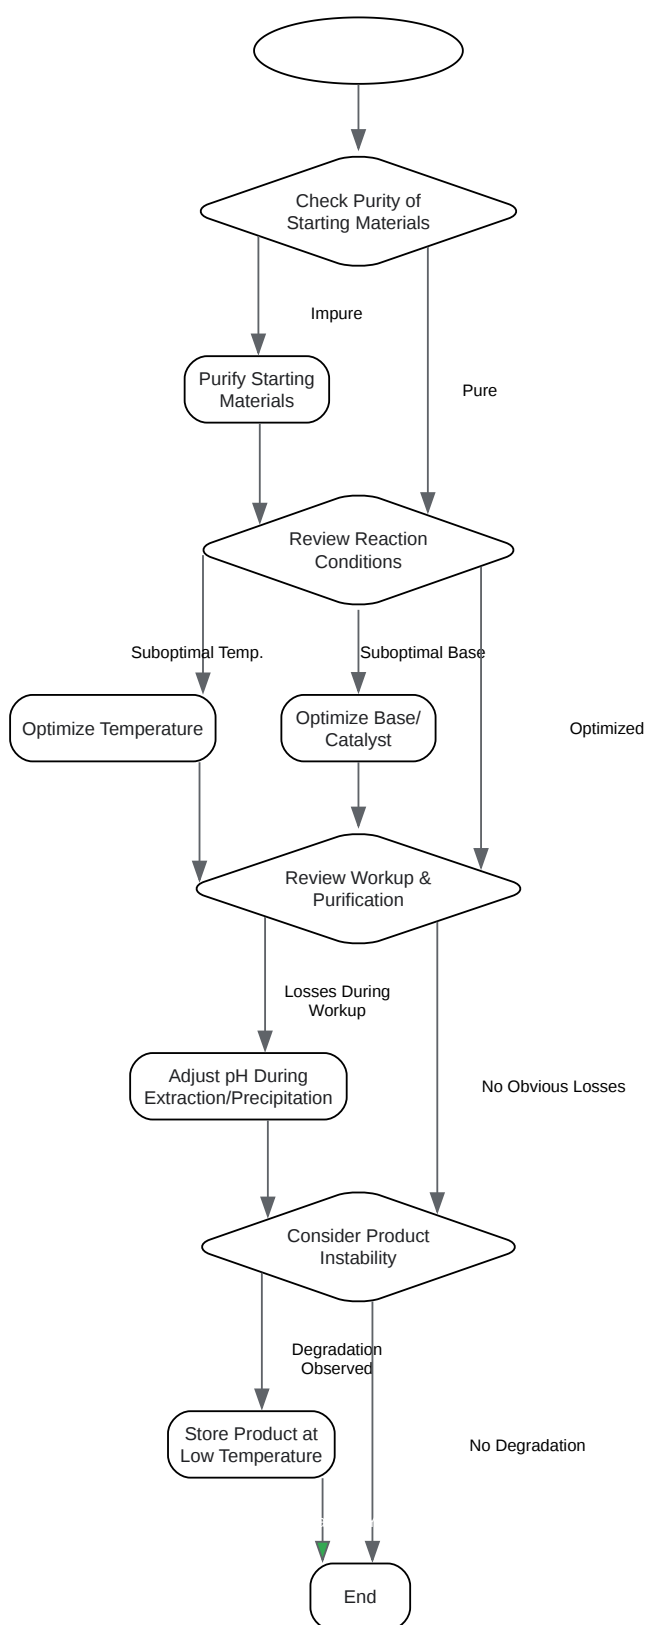 Check Purity of
Starting Materials
Impure
Purify Starting
Materials
Pure
Review Reaction
Conditions
Suboptimal Temp.
Suboptimal Base
Optimize Temperature
Optimize Base/
Catalyst
Optimized
Review Workup &
Purification
Losses During
Workup
Adjust pH During
Extraction/Precipitation
No Obvious Losses
Consider Product
Instability
Degradation
Observed
Store Product at
Low Temperature
No Degradation
End